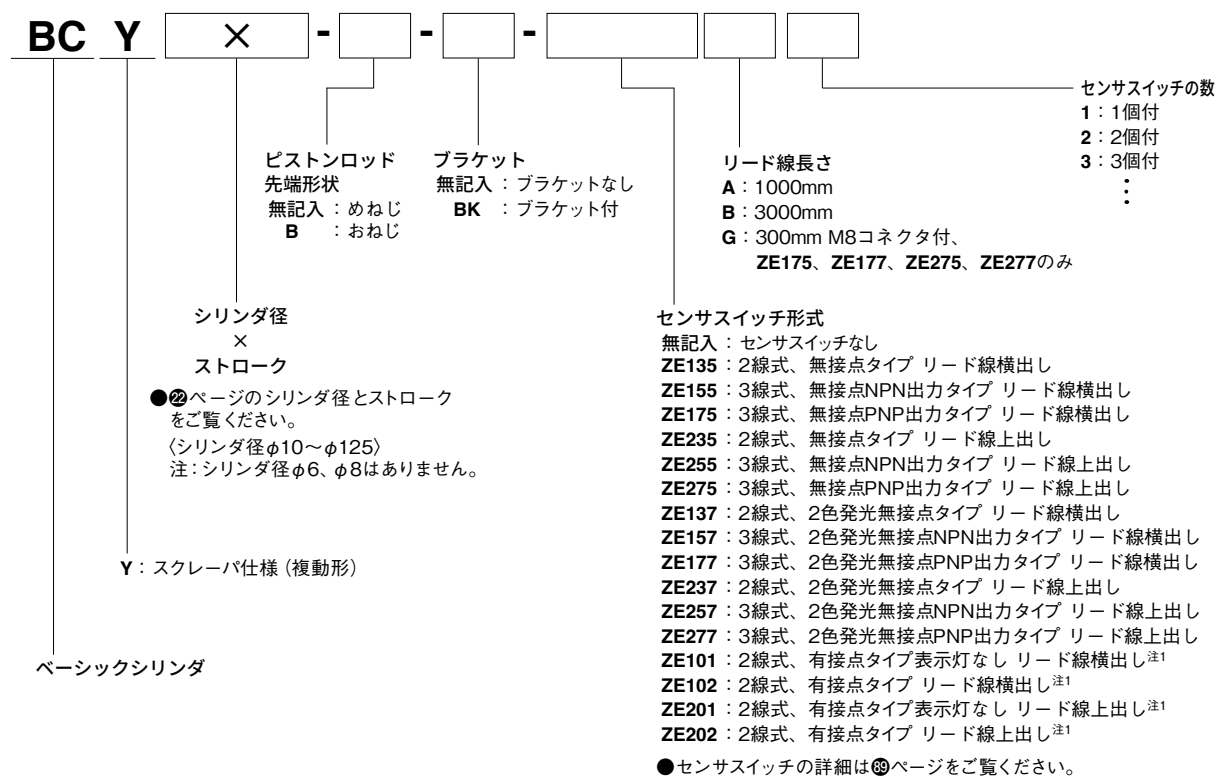 BC Y × - - -
センサスイッチの数
1：1個付
2：2個付
3：3個付
⋮
ピストンロッド
先端形状
無記入：めねじ
B ：おねじ
ブラケット
無記入：ブラケットなし
BK ：ブラケット付
リード線長さ
A：1000mm
B：3000mm
G：300mm M8コネクタ付、
ZE175、ZE177、ZE275、ZE277のみ
シリンダ径
×
ストローク
●㉒ページのシリンダ径とストローク
をご覧ください。
〈シリンダ径φ10～φ125〉
注：シリンダ径φ6、φ8はありません。
センサスイッチ形式
無記入：センサスイッチなし
ZE135：2線式、無接点タイプ リード線横出し
ZE155：3線式、無接点NPN出力タイプ リード線横出し
ZE175：3線式、無接点PNP出力タイプ リード線横出し
ZE235：2線式、無接点タイプ リード線上出し
ZE255：3線式、無接点NPN出力タイプ リード線上出し
ZE275：3線式、無接点PNP出力タイプ リード線上出し
ZE137：2線式、2色発光無接点タイプ リード線横出し
ZE157：3線式、2色発光無接点NPN出力タイプ リード線横出し
ZE177：3線式、2色発光無接点PNP出力タイプ リード線横出し
ZE237：2線式、2色発光無接点タイプ リード線上出し
ZE257：3線式、2色発光無接点NPN出力タイプ リード線上出し
ZE277：3線式、2色発光無接点PNP出力タイプ リード線上出し
ZE101：2線式、有接点タイプ表示灯なし リード線横出し注1
ZE102：2線式、有接点タイプ リード線横出し注1
ZE201：2線式、有接点タイプ表示灯なし リード線上出し注1
ZE202：2線式、有接点タイプ リード線上出し注1
●センサスイッチの詳細は89ページをご覧ください。
Y：スクレーパ仕様（複動形）
ベーシックシリンダ